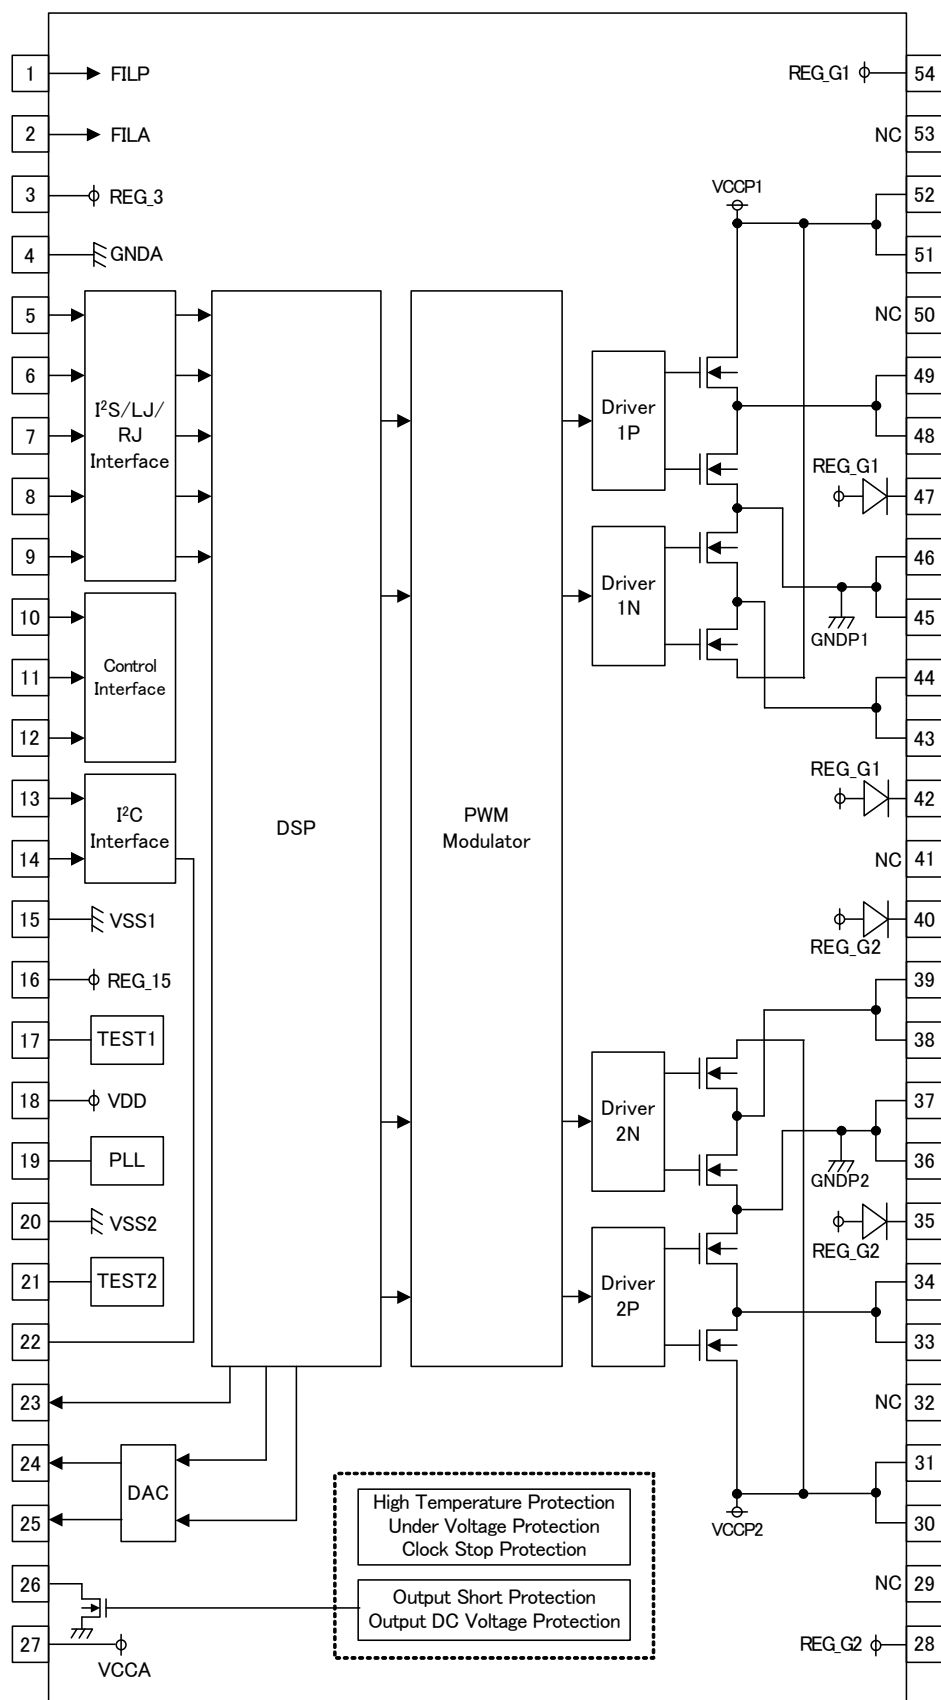 1
FILP
REG_G1
54
2
FILA
NC
53
3
REG_3
VCCP1
52
4
GNDA
51
5
NC
50
6
49
I²S/LJ/
RJ
Interface
Driver
1P
7
48
8
REG_G1
47
9
46
Driver
1N
10
45
GNDP1
11
Control
Interface
44
12
43
13
REG_G1
42
I²C
Interface
DSP
PWM
Modulator
14
NC
41
15
VSS1
40
REG_G2
16
REG_15
39
17
TEST1
38
18
VDD
37
Driver
2N
19
PLL
36
GNDP2
20
VSS2
35
REG_G2
21
TEST2
34
Driver
2P
22
33
23
NC
32
24
31
DAC
25
30
VCCP2
High Temperature Protection
Under Voltage Protection
Clock Stop Protection
26
NC
29
Output Short Protection
Output DC Voltage Protection
27
VCCA
REG_G2
28